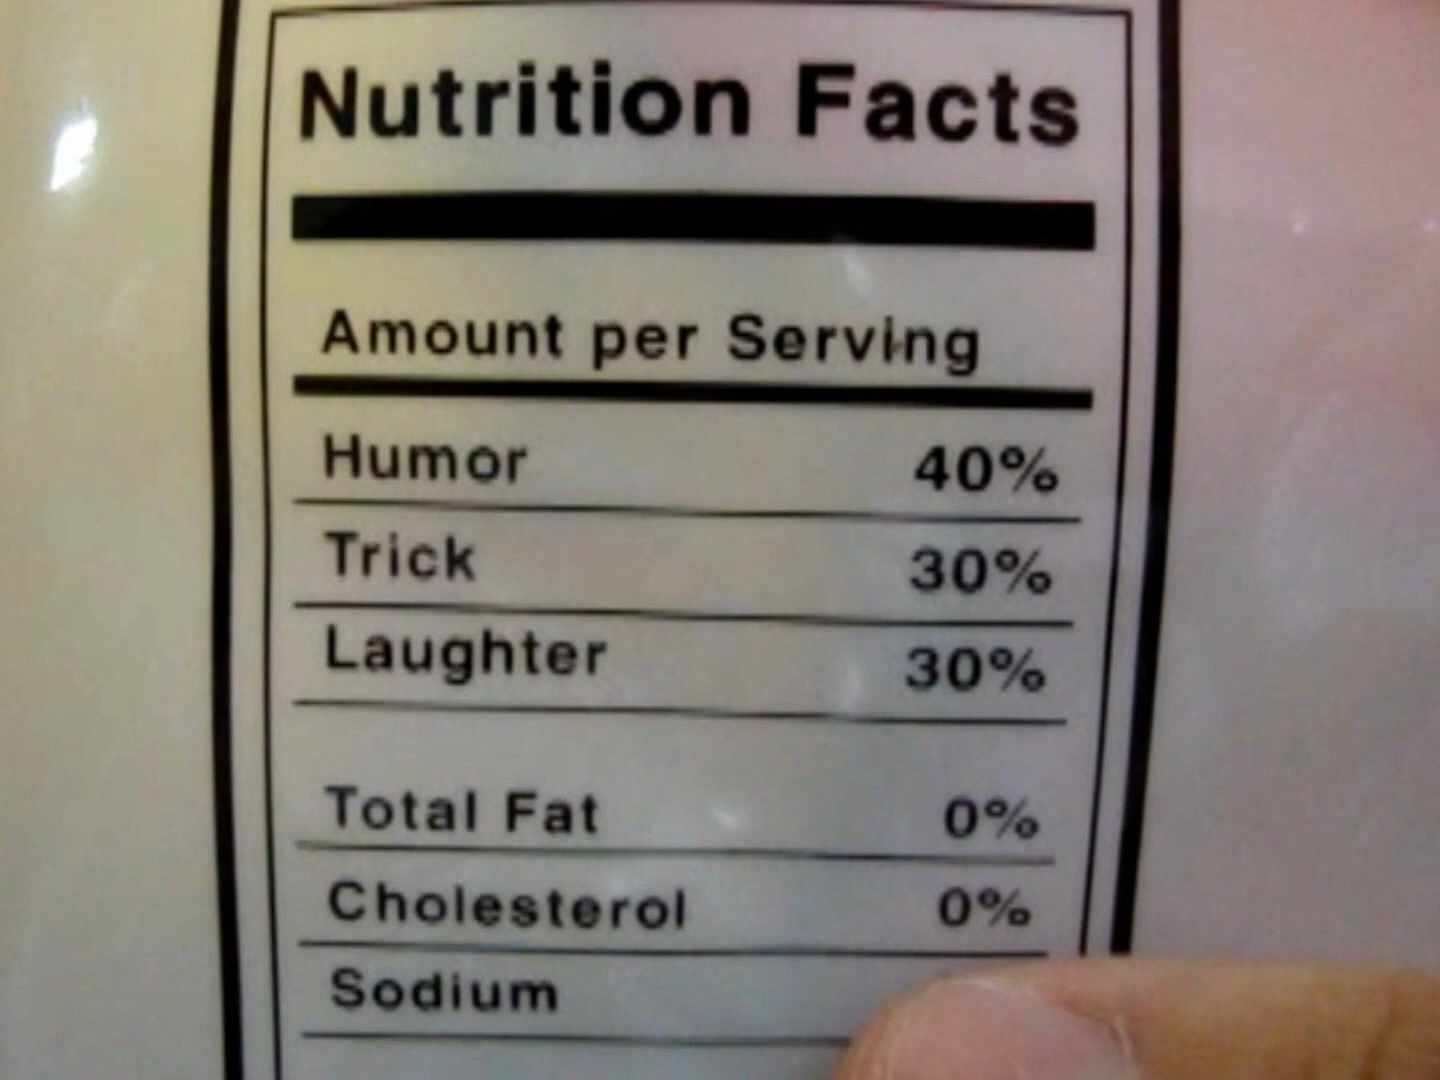 Nutrition Facts
Amount per Serving
Humor 40%
Trick 30%
Laughter 30%
Total Fat 0%
Cholesterol 0%
Sodium